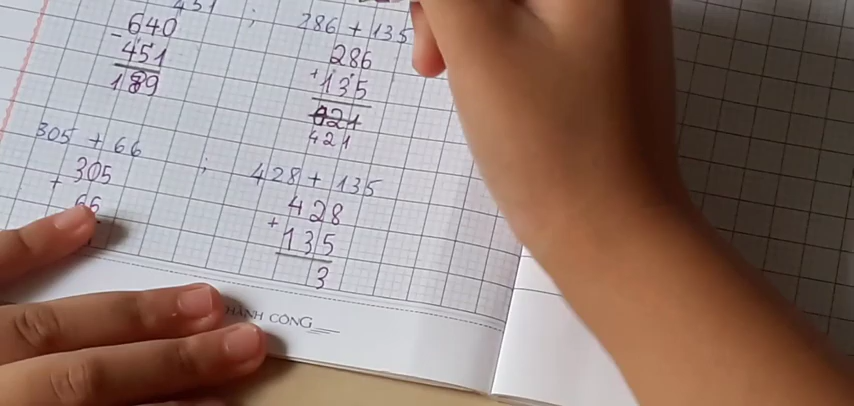 451 ; 286 + 135
640 286
- 451 + 135
189 421
421
305 + 66 ; 428 + 135
305 428
+ 66 + 135
3
HÀNH CÔNG